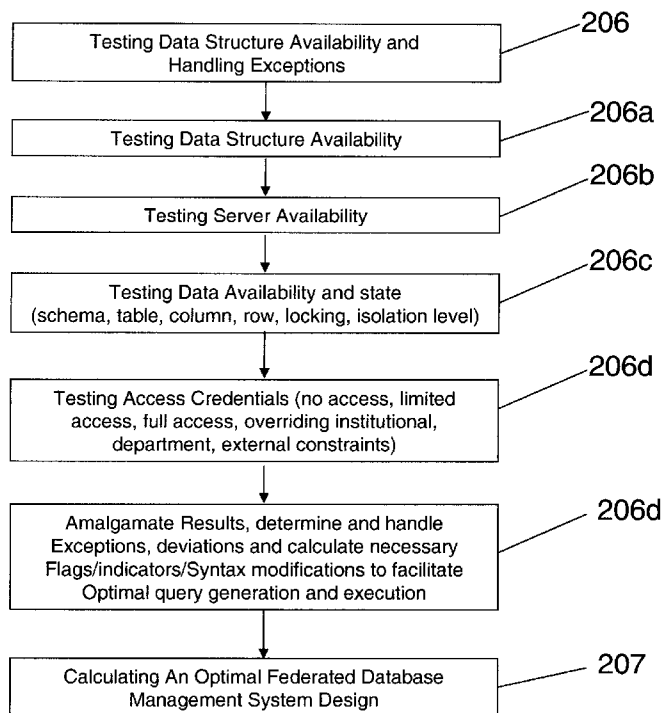 206
Testing Data Structure Availability and
Handling Exceptions
206a
Testing Data Structure Availability
206b
Testing Server Availability
206c
Testing Data Availability and state
(schema, table, column, row, locking, isolation level)
206d
Testing Access Credentials (no access, limited
access, full access, overriding institutional,
department, external constraints)
206d
Amalgamate Results, determine and handle
Exceptions, deviations and calculate necessary
Flags/indicators/Syntax modifications to facilitate
Optimal query generation and execution
207
Calculating An Optimal Federated Database
Management System Design